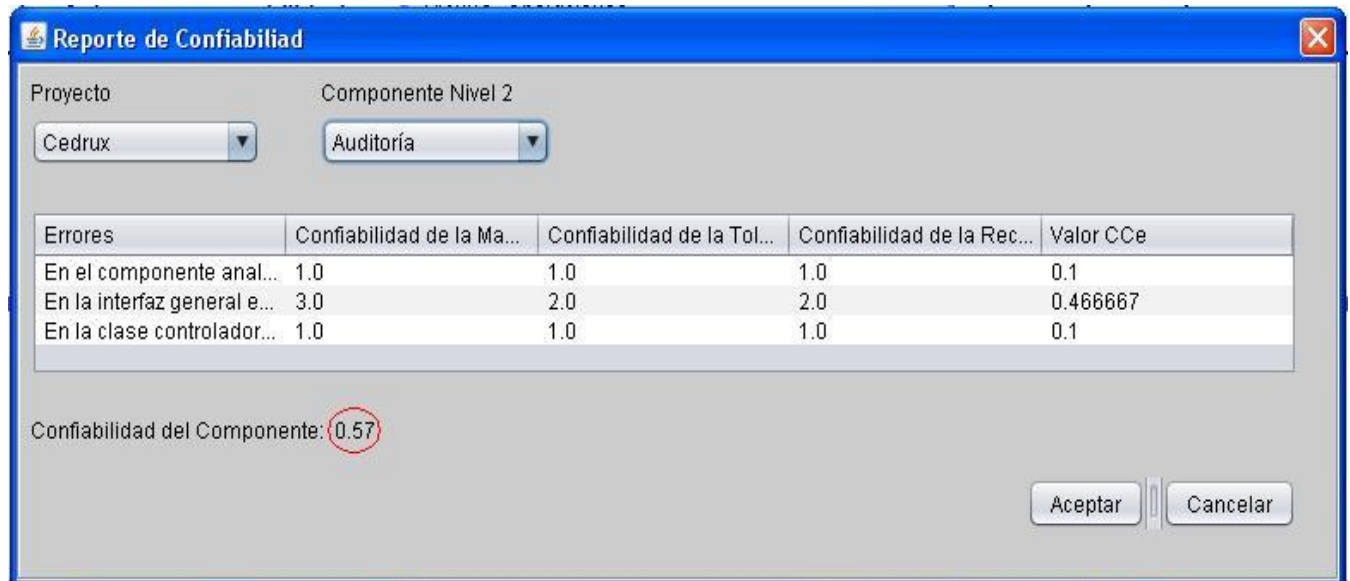 Reporte de Confiabiliad
Proyecto Componente Nivel 2
Cedrux Auditoría
Errores Confiabilidad de la Ma... Confiabilidad de la Tol... Confiabilidad de la Rec... Valor CCe
En el componente anal... 1.0 1.0 1.0 0.1
En la interfaz general e... 3.0 2.0 2.0 0.466667
En la clase controlador... 1.0 1.0 1.0 0.1
Confiabilidad del Componente: 0.57
Aceptar Cancelar